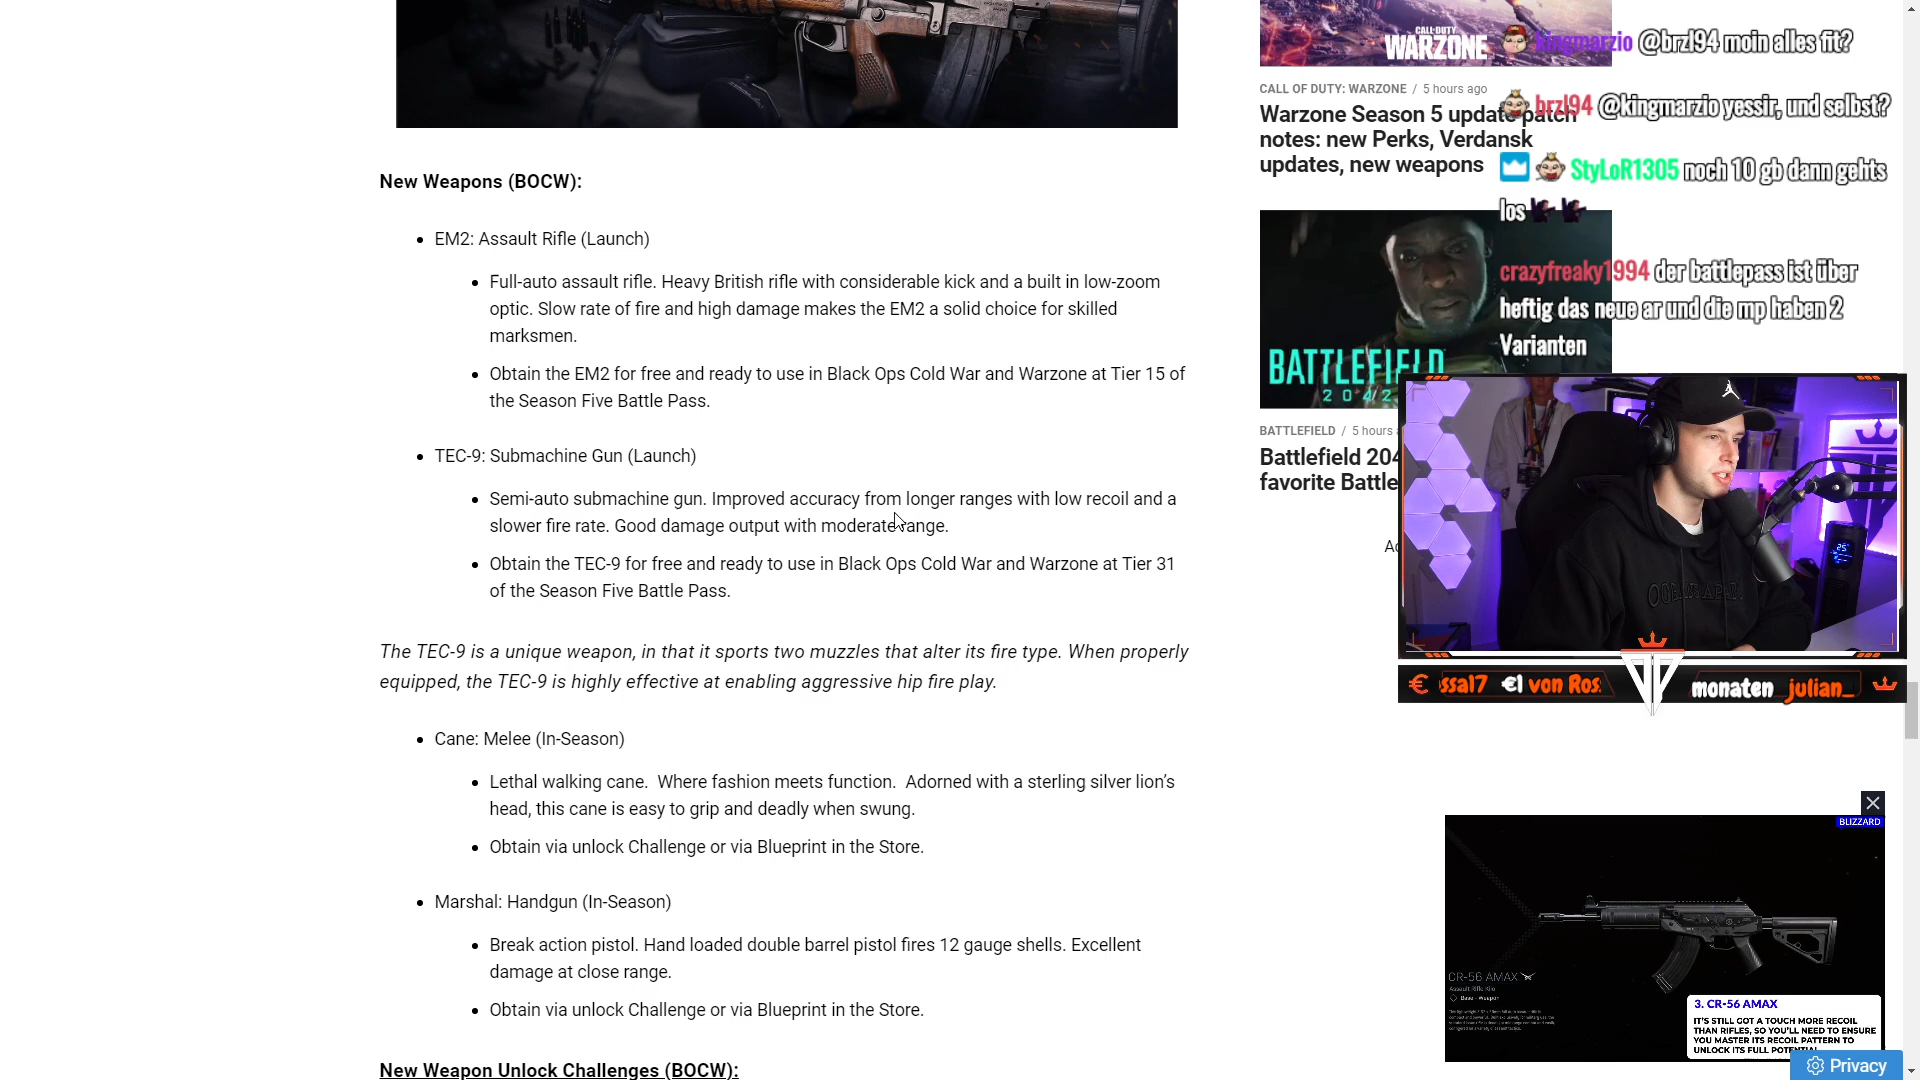 New Weapons (BOCW):
EM2: Assault Rifle (Launch)
Full-auto assault rifle. Heavy British rifle with considerable kick and a built in low-zoom
optic. Slow rate of fire and high damage makes the EM2 a solid choice for skilled
marksmen.
Obtain the EM2 for free and ready to use in Black Ops Cold War and Warzone at Tier 15 of
the Season Five Battle Pass.
TEC-9: Submachine Gun (Launch)
Semi-auto submachine gun. Improved accuracy from longer ranges with low recoil and a
slower fire rate. Good damage output with moderate range.
Obtain the TEC-9 for free and ready to use in Black Ops Cold War and Warzone at Tier 31
of the Season Five Battle Pass.
The TEC-9 is a unique weapon, in that it sports two muzzles that alter its fire type. When properly
equipped, the TEC-9 is highly effective at enabling aggressive hip fire play.
Cane: Melee (In-Season)
Lethal walking cane.  Where fashion meets function.  Adorned with a sterling silver lion's
head, this cane is easy to grip and deadly when swung.
Obtain via unlock Challenge or via Blueprint in the Store.
Marshal: Handgun (In-Season)
Break action pistol. Hand loaded double barrel pistol fires 12 gauge shells. Excellent
damage at close range.
Obtain via unlock Challenge or via Blueprint in the Store.
New Weapon Unlock Challenges (BOCW):
CALL OF DUTY
WARZONE
CALL OF DUTY: WARZONE / 5 hours ago
Warzone Season 5 update patch
notes: new Perks, Verdansk
updates, new weapons
BATTLEFIELD
2042
BATTLEFIELD / 5 hours
Battlefield 204
favorite Battle
kingmarzio @brzl94 moin alles fit?
brzl94 @kingmarzio yessir, und selbst?
StyLoR1305 noch 10 gb dann gehts
los
crazyfreaky1994 der battlepass ist über
heftig das neue ar und die mp haben 2
Varianten
25
€ ssa17 €1 von Ros
monaten julian_
BLIZZARD
CR-56 AMAX
Assault Rifle Kilo
Base - Weapon
3. CR-56 AMAX
IT'S STILL GOT A TOUCH MORE RECOIL
THAN RIFLES, SO YOU'LL NEED TO ENSURE
YOU MASTER ITS RECOIL PATTERN TO
UNLOCK ITS FULL POTENTIAL
Privacy